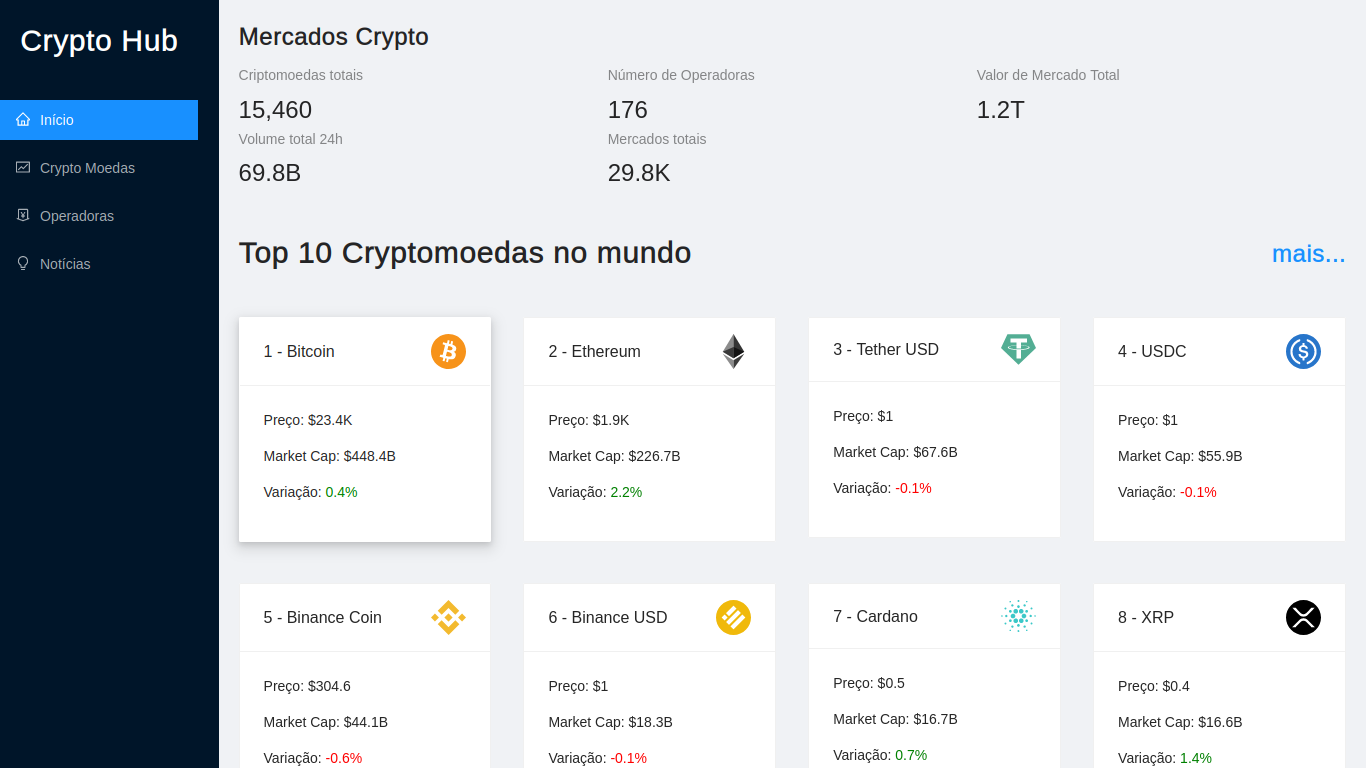 Crypto Hub
Início
Crypto Moedas
Operadoras
Notícias
Mercados Crypto
Criptomoedas totais
15,460
Número de Operadoras
176
Valor de Mercado Total
1.2T
Volume total 24h
69.8B
Mercados totais
29.8K
Top 10 Cryptomoedas no mundo
mais...
1 - Bitcoin
Preço: $23.4K
Market Cap: $448.4B
Variação: 0.4%
2 - Ethereum
Preço: $1.9K
Market Cap: $226.7B
Variação: 2.2%
3 - Tether USD
Preço: $1
Market Cap: $67.6B
Variação: -0.1%
4 - USDC
Preço: $1
Market Cap: $55.9B
Variação: -0.1%
5 - Binance Coin
Preço: $304.6
Market Cap: $44.1B
Variação: -0.6%
6 - Binance USD
Preço: $1
Market Cap: $18.3B
Variação: -0.1%
7 - Cardano
Preço: $0.5
Market Cap: $16.7B
Variação: 0.7%
8 - XRP
Preço: $0.4
Market Cap: $16.6B
Variação: 1.4%